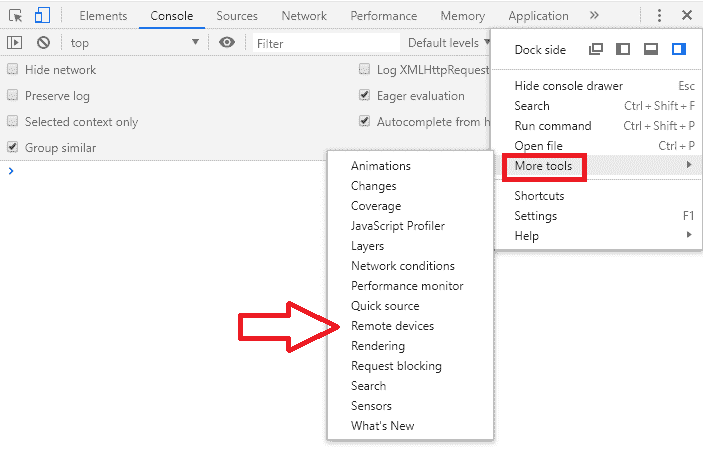 Elements Console Sources Network Performance Memory Application »
top Filter Default levels
Hide network
Log XMLHttpRequest
Preserve log
Eager evaluation
Selected context only
Autocomplete from h
Group similar
Dock side
Hide console drawer Esc
Search Ctrl + Shift + F
Run command Ctrl + Shift + P
Open file Ctrl + P
More tools
Shortcuts
Settings F1
Help
Animations
Changes
Coverage
JavaScript Profiler
Layers
Network conditions
Performance monitor
Quick source
Remote devices
Rendering
Request blocking
Search
Sensors
What's New